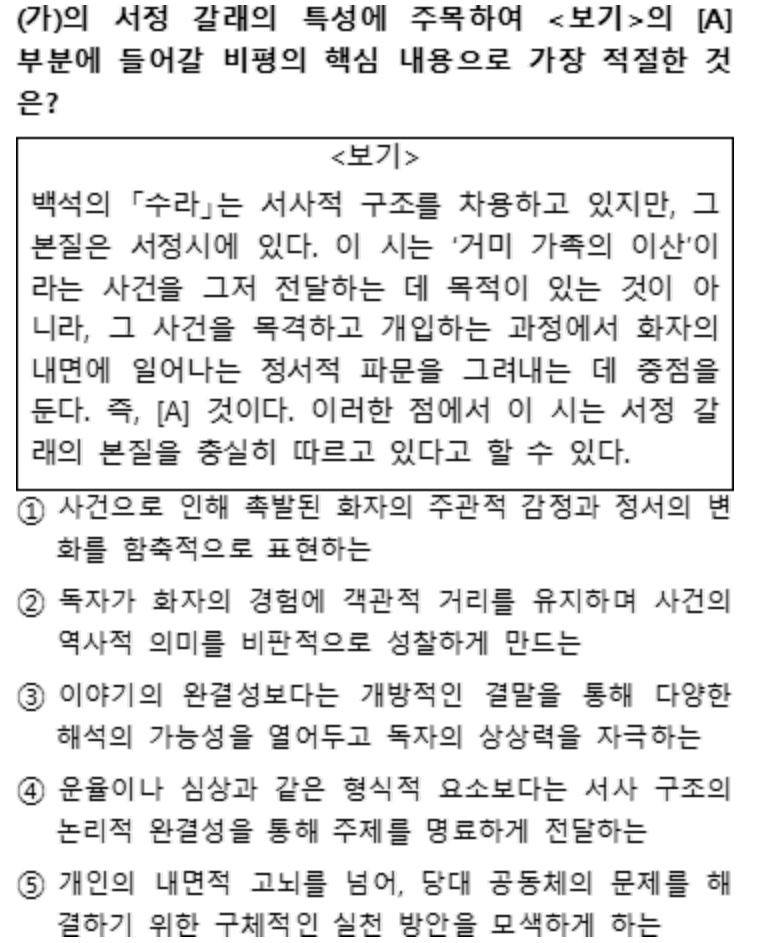 (가)의 서정 갈래의 특성에 주목하여 <보기>의 [A]
부분에 들어갈 비평의 핵심 내용으로 가장 적절한 것
은?
<보기>
백석의 「수라」는 서사적 구조를 차용하고 있지만, 그
본질은 서정시에 있다. 이 시는 '거미 가족의 이산'이
라는 사건을 그저 전달하는 데 목적이 있는 것이 아
니라, 그 사건을 목격하고 개입하는 과정에서 화자의
내면에 일어나는 정서적 파문을 그려내는 데 중점을
둔다. 즉, [A] 것이다. 이러한 점에서 이 시는 서정 갈
래의 본질을 충실히 따르고 있다고 할 수 있다.
① 사건으로 인해 촉발된 화자의 주관적 감정과 정서의 변
화를 함축적으로 표현하는
② 독자가 화자의 경험에 객관적 거리를 유지하며 사건의
역사적 의미를 비판적으로 성찰하게 만드는
③ 이야기의 완결성보다는 개방적인 결말을 통해 다양한
해석의 가능성을 열어두고 독자의 상상력을 자극하는
④ 운율이나 심상과 같은 형식적 요소보다는 서사 구조의
논리적 완결성을 통해 주제를 명료하게 전달하는
⑤ 개인의 내면적 고뇌를 넘어, 당대 공동체의 문제를 해
결하기 위한 구체적인 실천 방안을 모색하게 하는